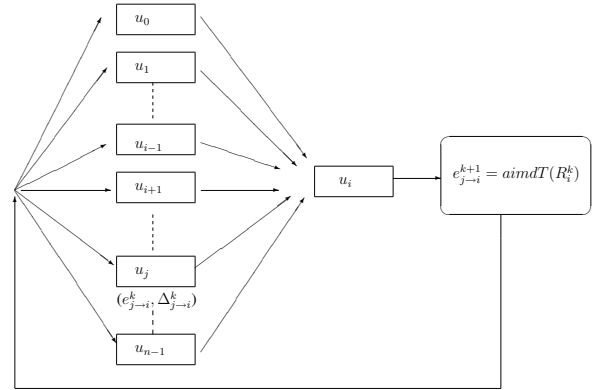 u_0
u_1
u_{i-1}
u_{i+1}
u_i
e^{k+1}_{j→i} = aimdT(R^k_i)
u_j
(e^k_{j→i}, Δ^k_{j→i})
u_{n-1}